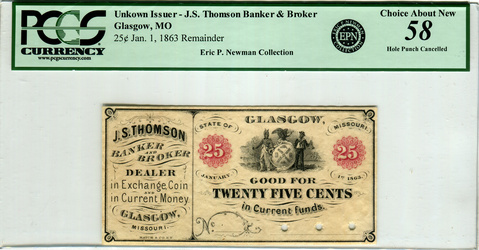 PCGS
CURRENCY
www.pcgscurrency.com
Unkown Issuer - J.S. Thomson Banker & Broker
Glasgow, MO
25¢ Jan. 1, 1863 Remainder
Eric P. Newman Collection
EPN
Choice About New
58
Hole Punch Cancelled
J.S. THOMSON
BANKER
AND
BROKER
DEALER
in Exchange, Coin
and
in Current Money
GLASGOW,
MISSOURI.
GLASGOW,
STATE OF MISSOURI.
25 25
JANUARY 1st 1863.
GOOD FOR
TWENTY FIVE CENTS
in Current funds.
No.